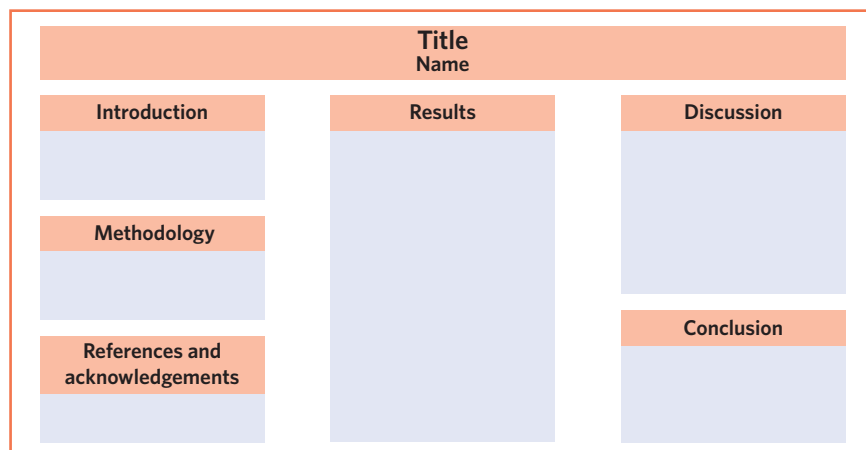 Title
Name
Introduction
Methodology
References and
acknowledgements
Results
Discussion
Conclusion